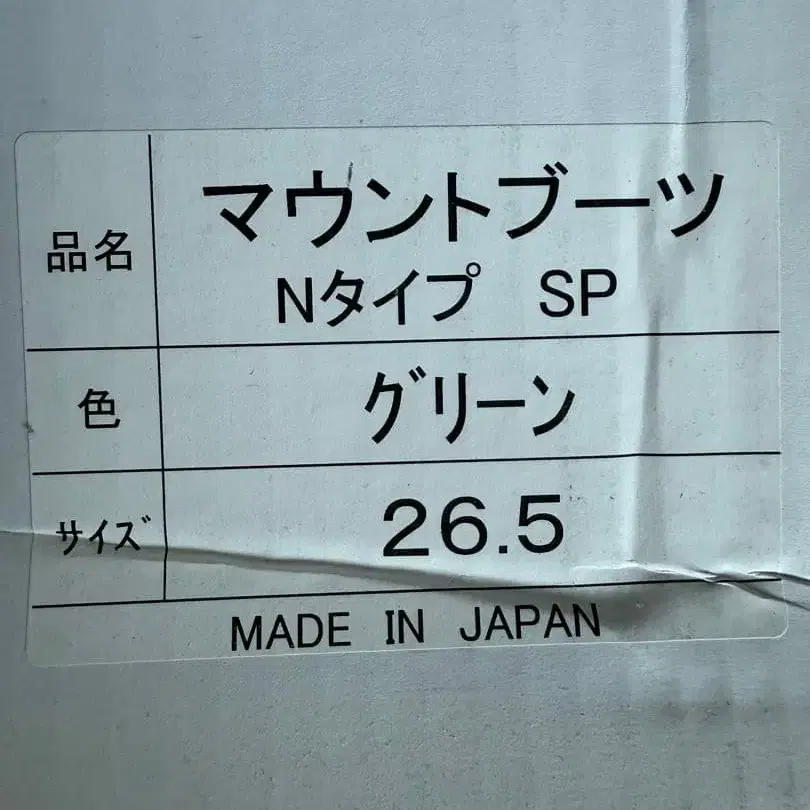 品名
マウントブーツ
Nタイプ SP
色
グリーン
サイズ
26.5
MADE IN JAPAN